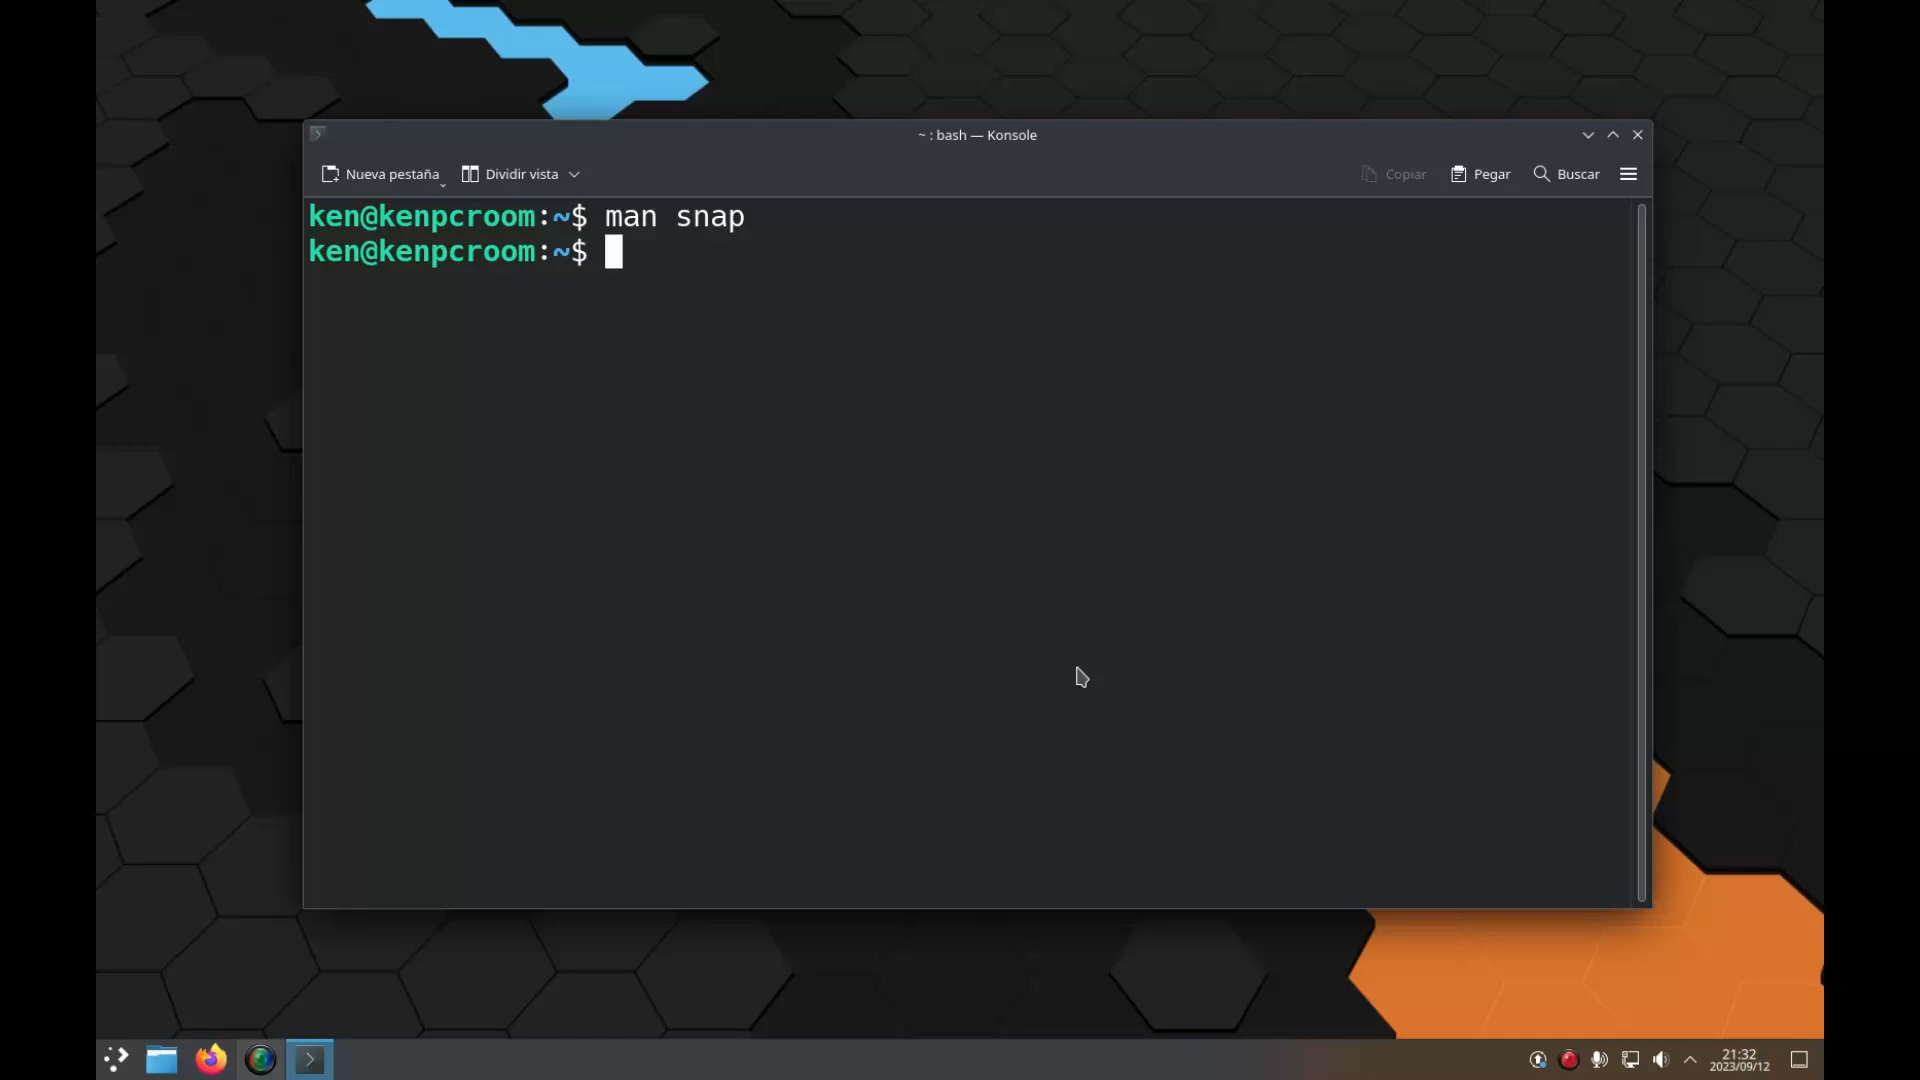 ~ : bash — Konsole
Nueva pestaña Dividir vista Copiar Pegar Buscar
ken@kenpcroom:~$ man snap
ken@kenpcroom:~$
21:32
2023/09/12